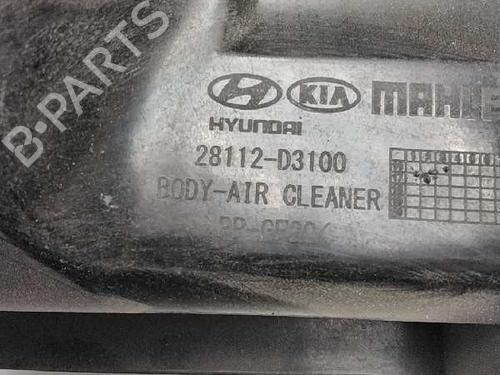 B-PARTS
KIA MAHLE
HYUNDAI
28112-D3100
BODY-AIR CLEANER